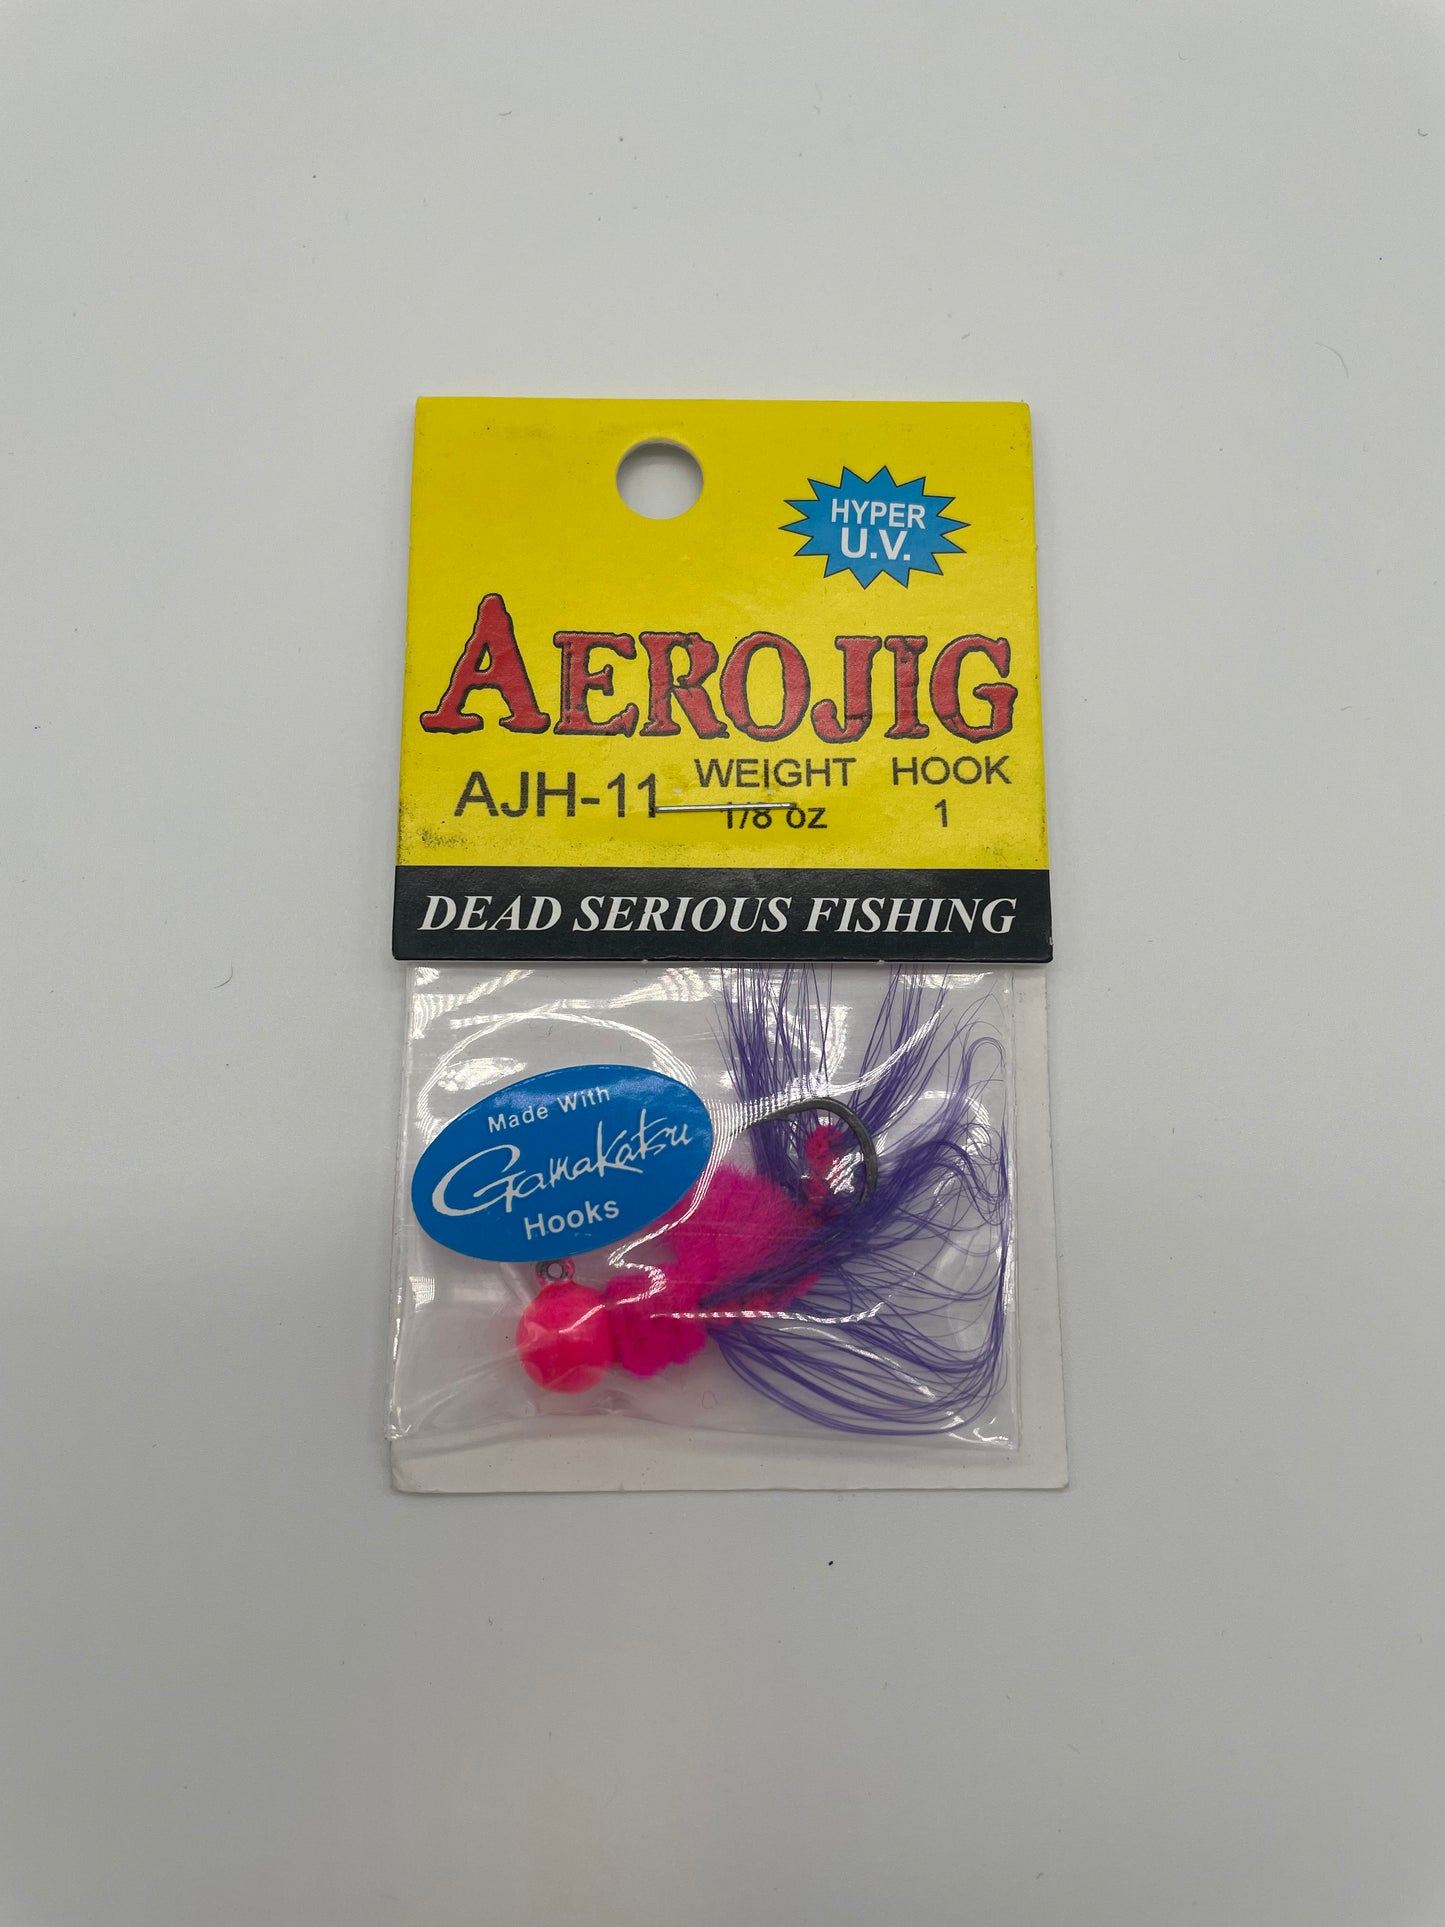 HYPER
U.V.
AEROJIG
AJH-11 WEIGHT HOOK
1/8 oz 1
DEAD SERIOUS FISHING
Made With
Gamakatsu
Hooks